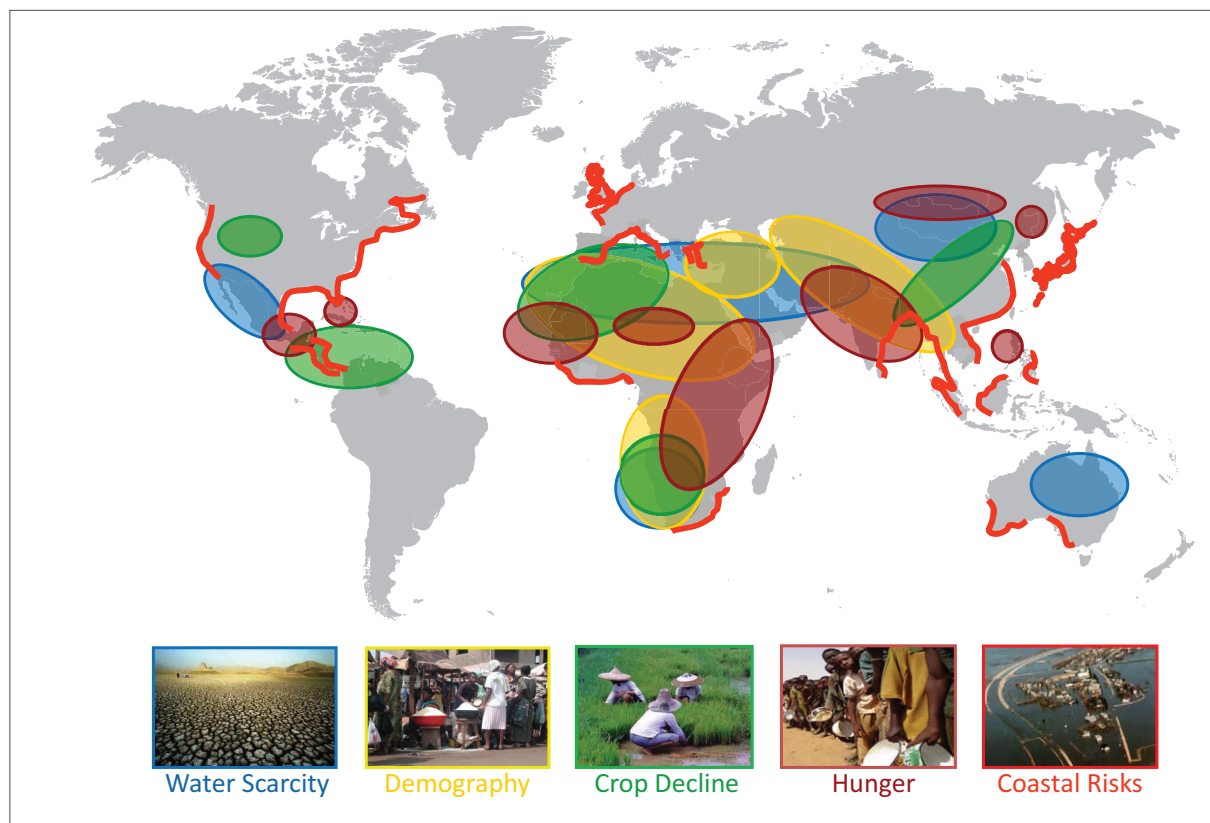 Water Scarcity
Demography
Crop Decline
Hunger
Coastal Risks